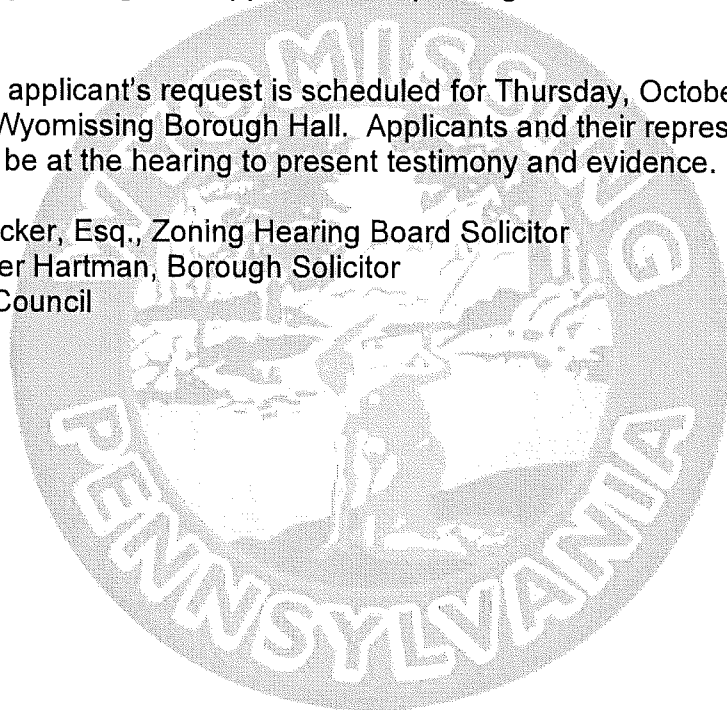 applicant's request is scheduled for Thursday, Octobe
Wyomissing Borough Hall. Applicants and their repres
be at the hearing to present testimony and evidence.
cker, Esq., Zoning Hearing Board Solicitor
er Hartman, Borough Solicitor
Council
WYOMISSING
PENNSYLVANIA